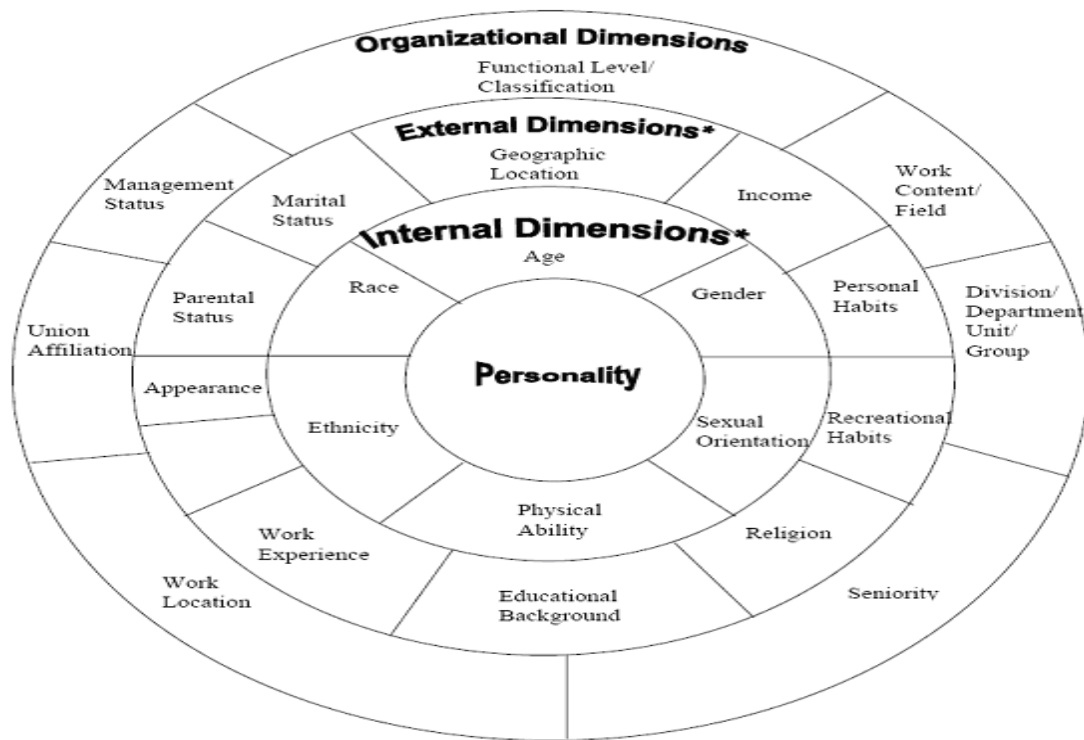 Organizational Dimensions
Functional Level/
Classification
External Dimensions*
Geographic
Location
Management
Status
Marital
Status
Income
Work
Content/
Field
Internal Dimensions*
Age
Race
Gender
Parental
Status
Personal
Habits
Union
Affiliation
Division/
Department
Unit/
Group
Personality
Appearance
Ethnicity
Sexual
Orientation
Recreational
Habits
Physical
Ability
Work
Experience
Religion
Work
Location
Educational
Background
Seniority